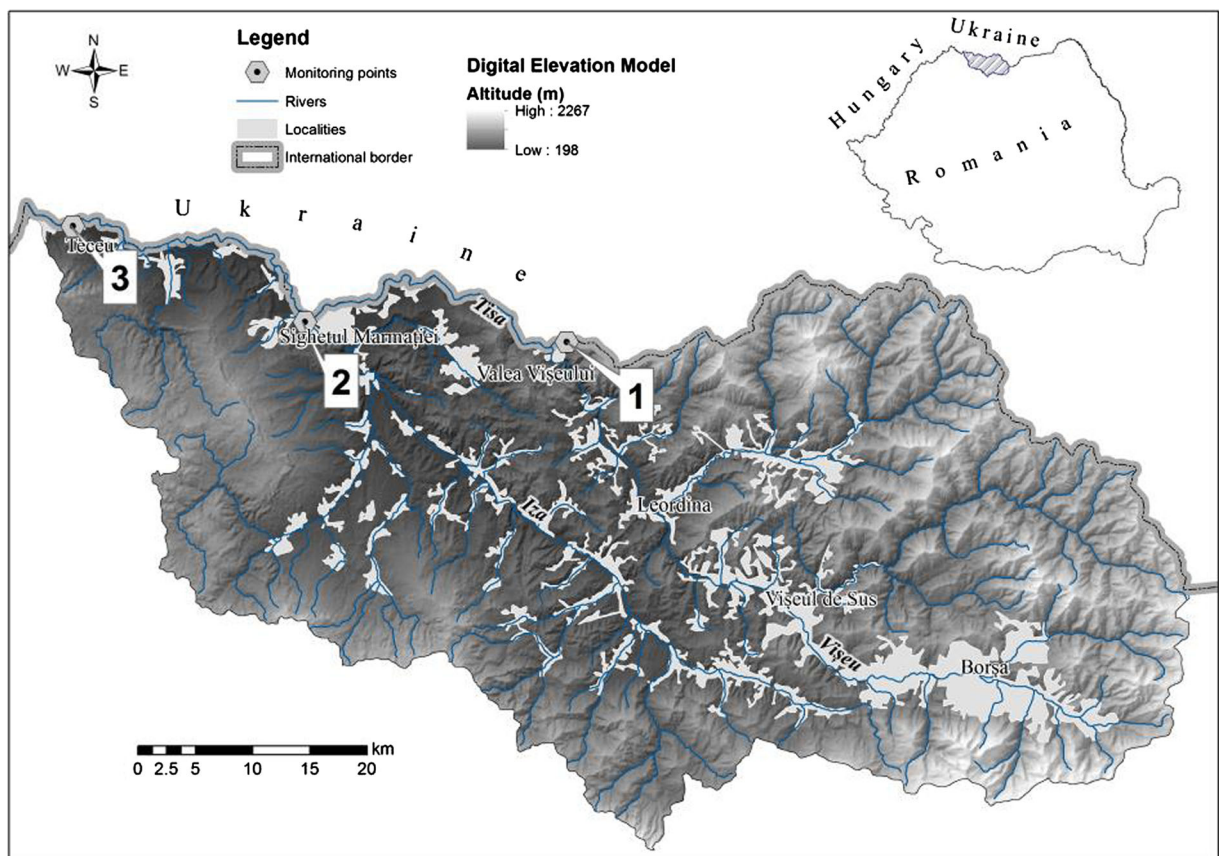 N
W E
S
Legend
Monitoring points
Rivers
Localities
International border
Digital Elevation Model
Altitude (m)
High : 2267
Low : 198
Hungary
Ukraine
Romania
Ukraine
Teceu
3
Sighetul Marmației
2
Tisa
Valea Vișeului
1
Leordina
Iza
Vișeul de Sus
Vișeu
Borșa
km
0 2.5 5 10 15 20